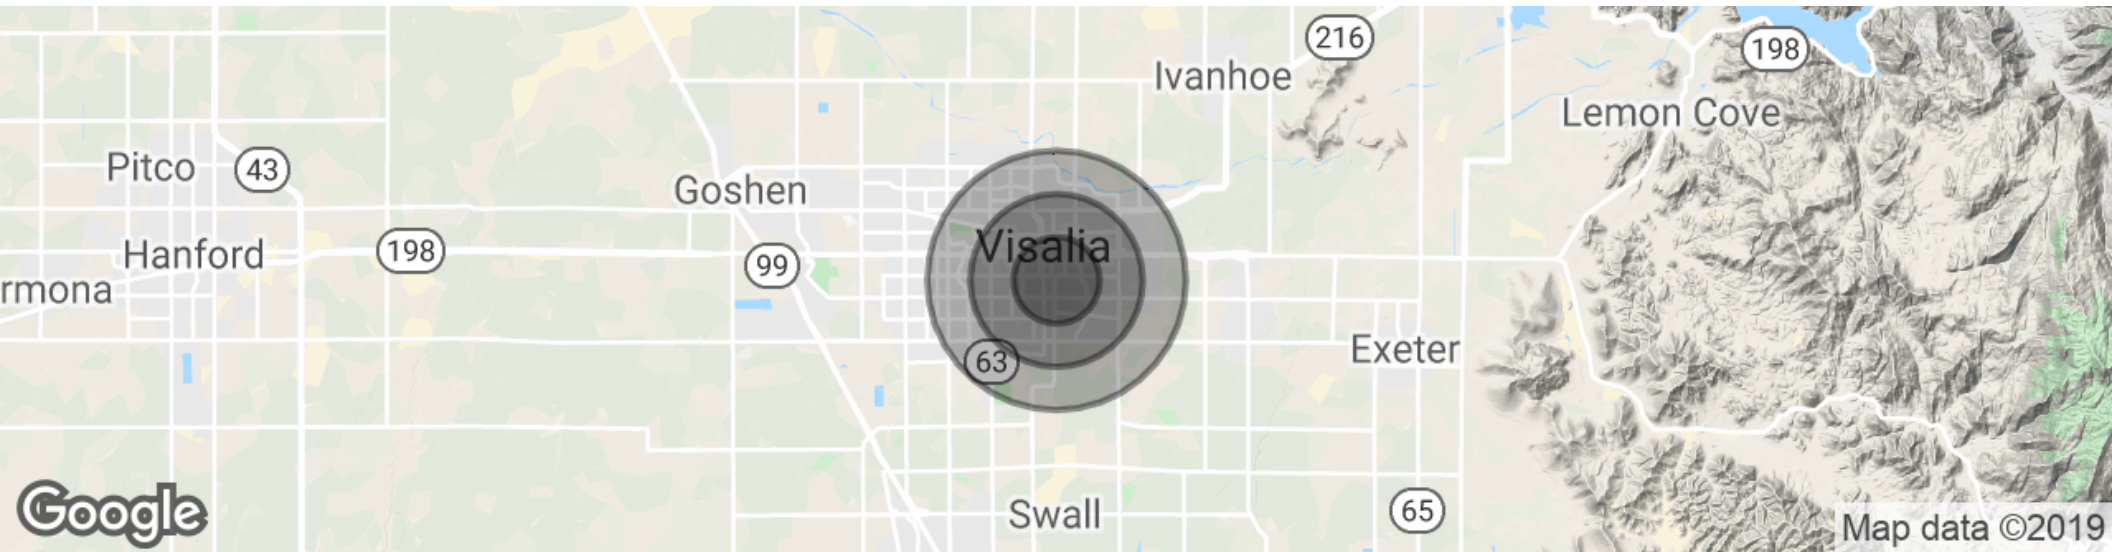 216
198
Ivanhoe
Lemon Cove
Pitco
43
Goshen
Visalia
Hanford
198
99
rmona
63
Exeter
Google
Swall
65
Map data ©2019